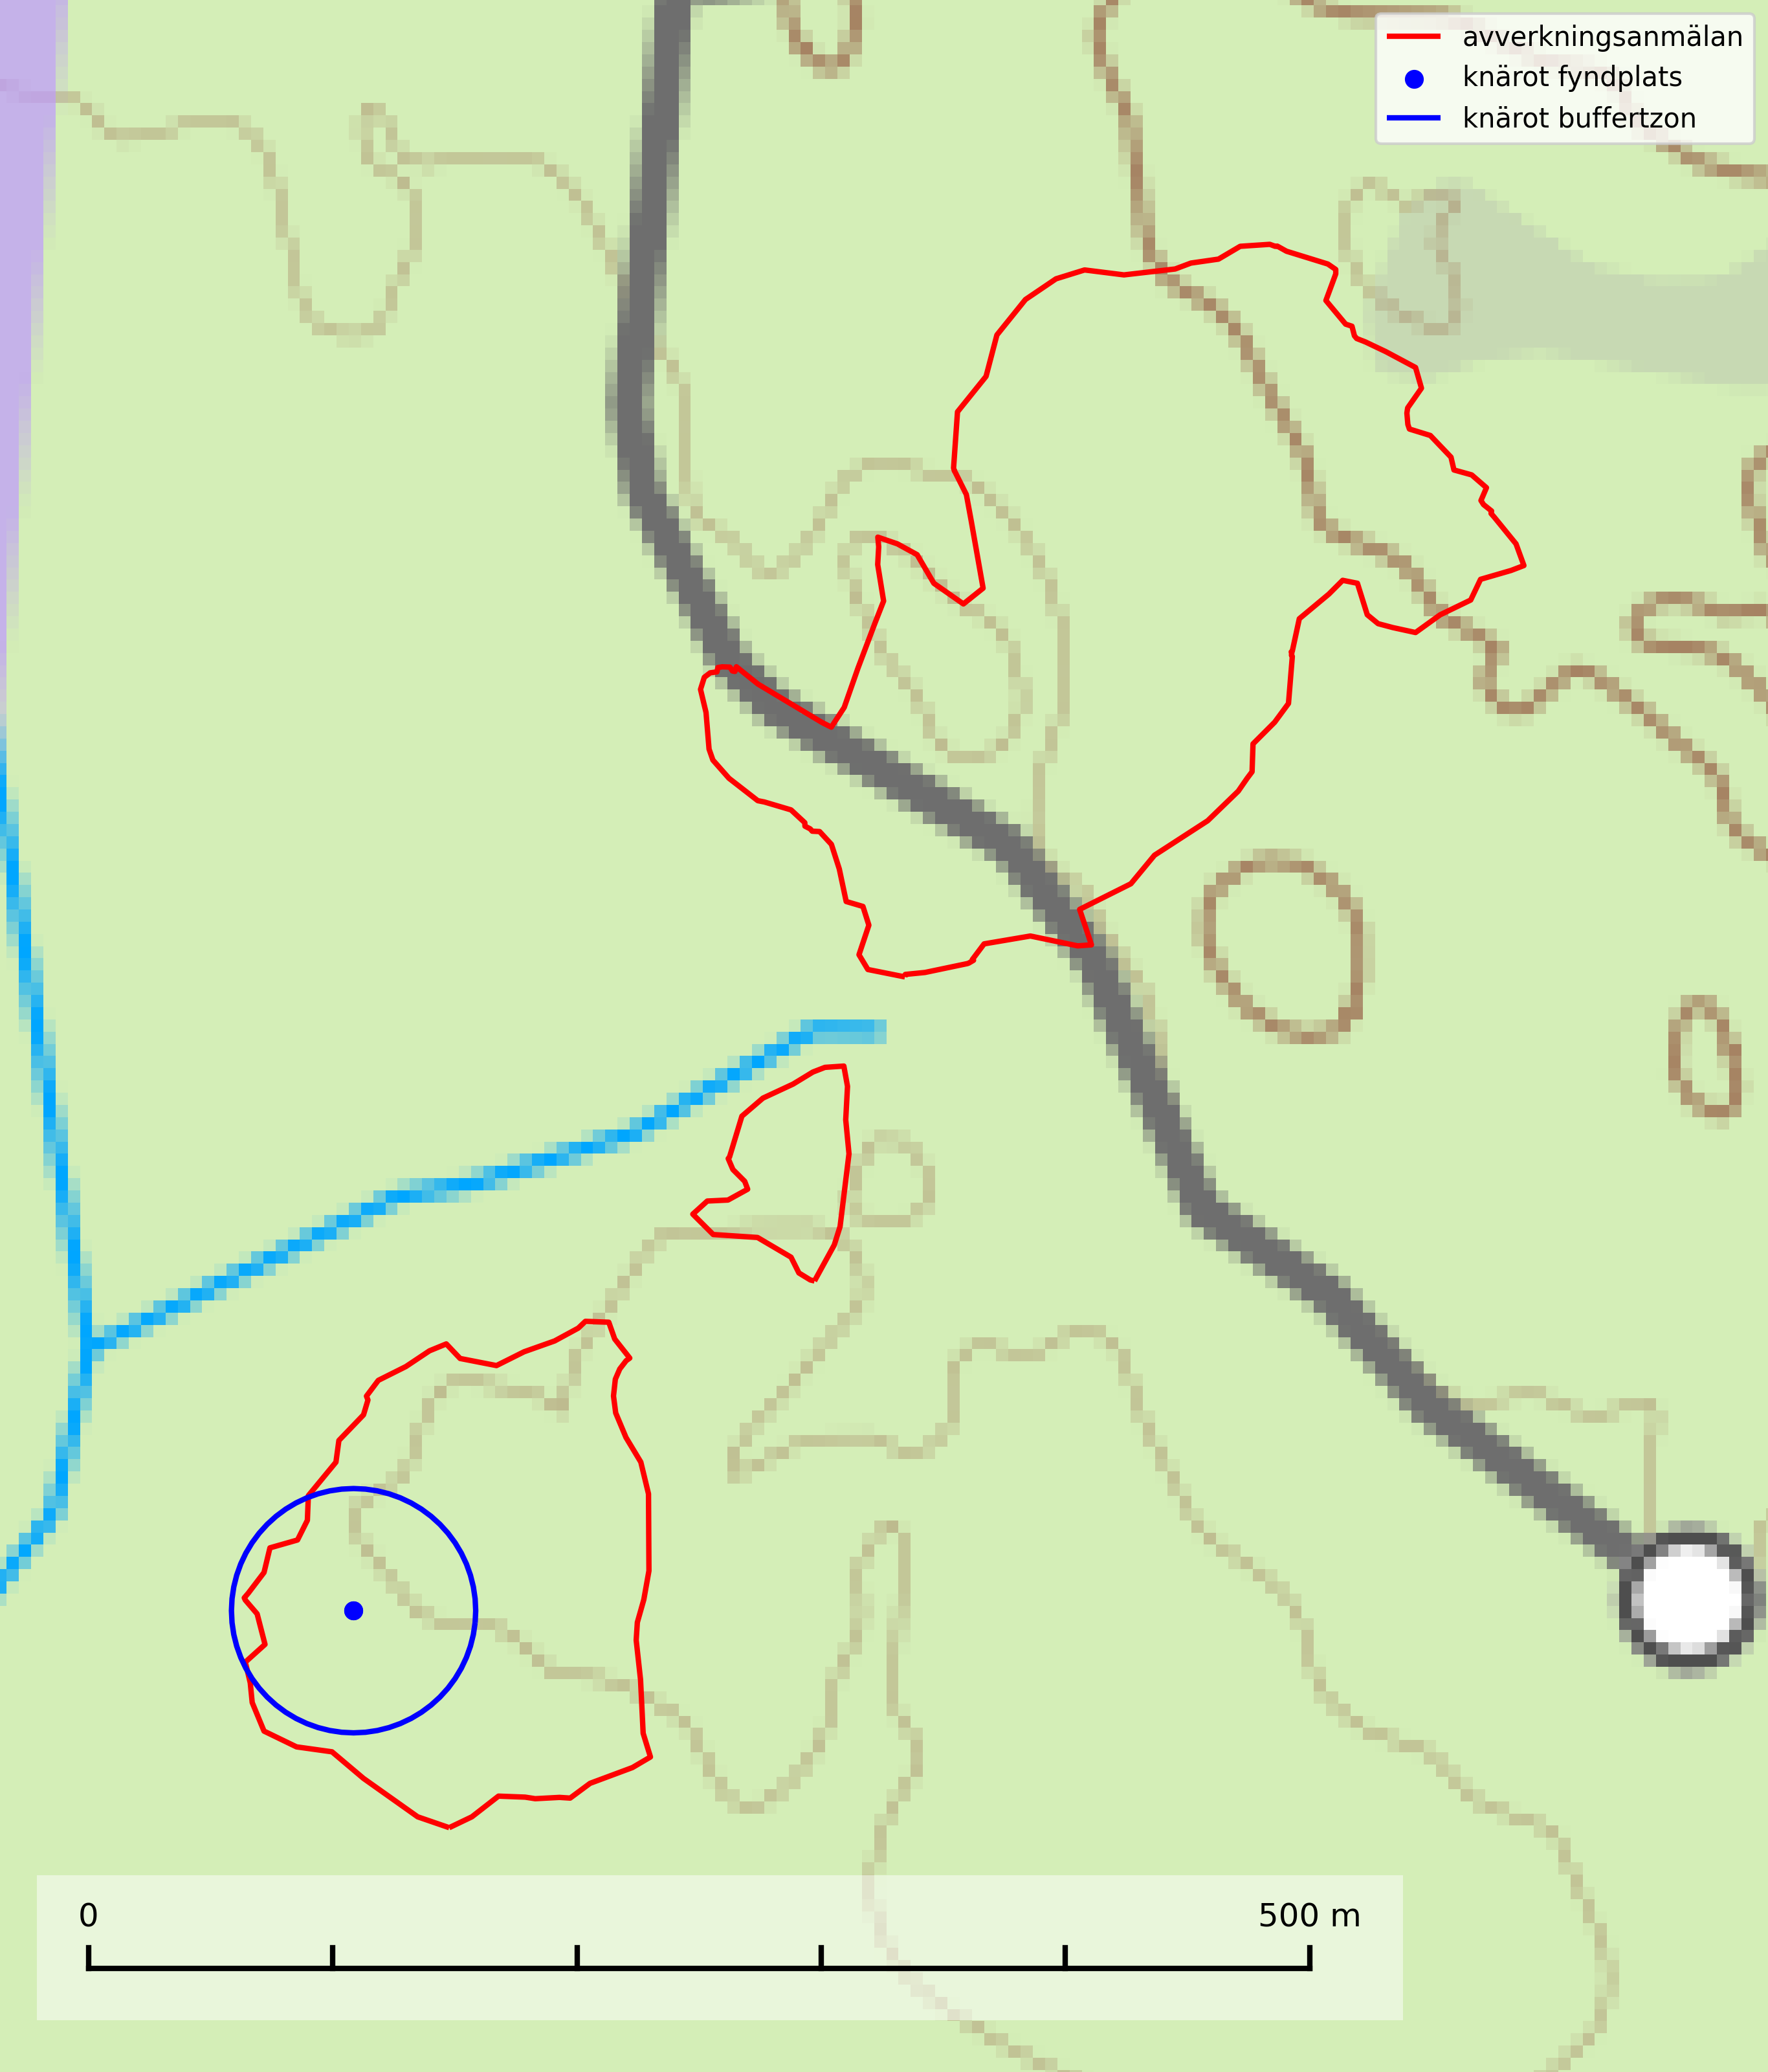 avverkningsanmälan
knärot fyndplats
knärot buffertzon
0
500 m